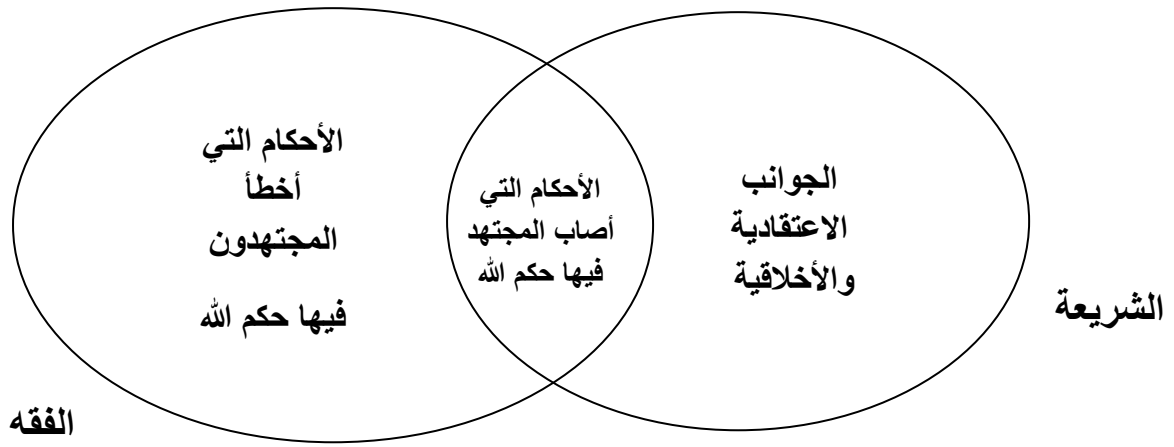 الجوانب
الاعتقادية
والأخلاقية
الشريعة
الأحكام التي
أصاب المجتهد
فيها حكم الله
الأحكام التي
أخطأ
المجتهدون
فيها حكم الله
الفقه